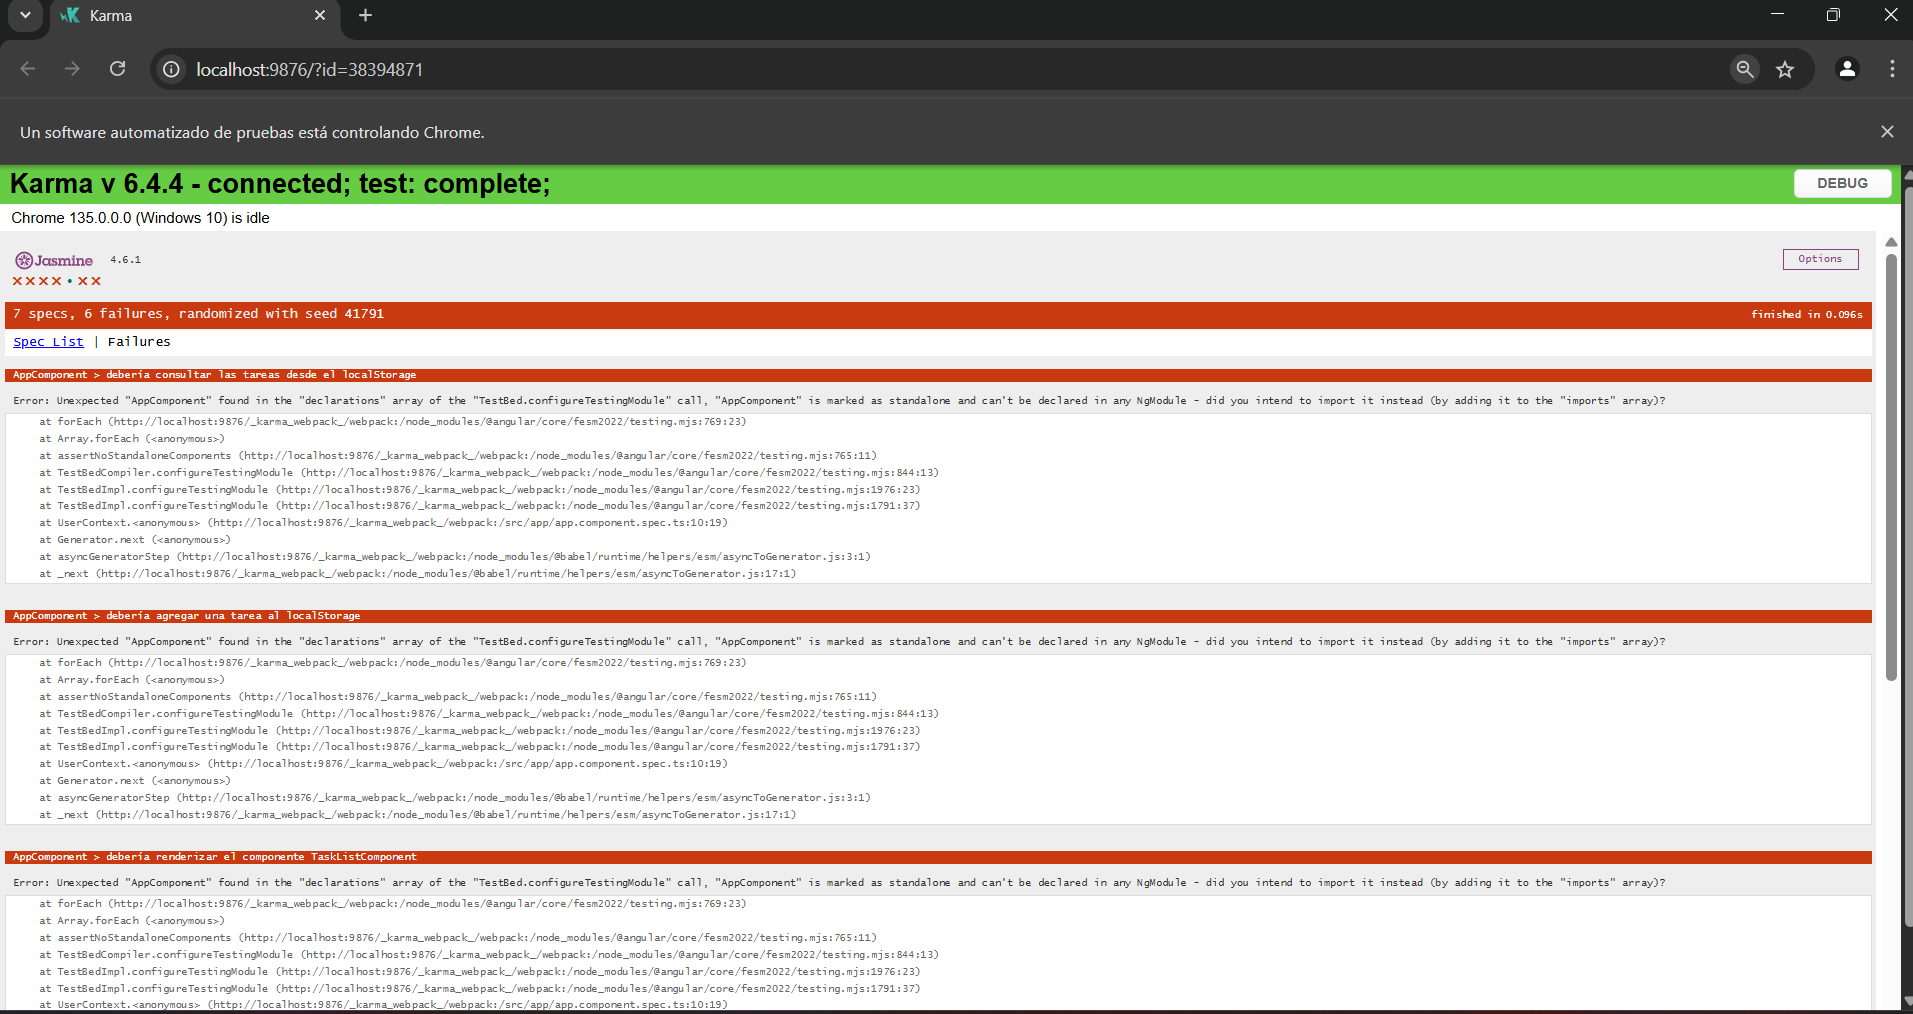 Karma
localhost:9876/?id=38394871
Un software automatizado de pruebas está controlando Chrome.
Karma v 6.4.4 - connected; test: complete;
DEBUG
Chrome 135.0.0.0 (Windows 10) is idle
Jasmine 4.6.1
Options
××××•××
7 specs, 6 failures, randomized with seed 41791
finished in 0.096s
Spec List | Failures
AppComponent > debería consultar las tareas desde el localStorage
Error: Unexpected "AppComponent" found in the "declarations" array of the "TestBed.configureTestingModule" call, "AppComponent" is marked as standalone and can't be declared in any NgModule - did you intend to import it instead (by adding it to the "imports" array)?
at forEach (http://localhost:9876/_karma_webpack_/webpack:/node_modules/@angular/core/fesm2022/testing.mjs:769:23)
at Array.forEach (<anonymous>)
at assertNoStandaloneComponents (http://localhost:9876/_karma_webpack_/webpack:/node_modules/@angular/core/fesm2022/testing.mjs:765:11)
at TestBedCompiler.configureTestingModule (http://localhost:9876/_karma_webpack_/webpack:/node_modules/@angular/core/fesm2022/testing.mjs:844:13)
at TestBedImpl.configureTestingModule (http://localhost:9876/_karma_webpack_/webpack:/node_modules/@angular/core/fesm2022/testing.mjs:1976:23)
at TestBedImpl.configureTestingModule (http://localhost:9876/_karma_webpack_/webpack:/node_modules/@angular/core/fesm2022/testing.mjs:1791:37)
at UserContext.<anonymous> (http://localhost:9876/_karma_webpack_/webpack:/src/app/app.component.spec.ts:10:19)
at Generator.next (<anonymous>)
at asyncGeneratorStep (http://localhost:9876/_karma_webpack_/webpack:/node_modules/@babel/runtime/helpers/esm/asyncToGenerator.js:3:1)
at _next (http://localhost:9876/_karma_webpack_/webpack:/node_modules/@babel/runtime/helpers/esm/asyncToGenerator.js:17:1)
AppComponent > debería agregar una tarea al localStorage
Error: Unexpected "AppComponent" found in the "declarations" array of the "TestBed.configureTestingModule" call, "AppComponent" is marked as standalone and can't be declared in any NgModule - did you intend to import it instead (by adding it to the "imports" array)?
at forEach (http://localhost:9876/_karma_webpack_/webpack:/node_modules/@angular/core/fesm2022/testing.mjs:769:23)
at Array.forEach (<anonymous>)
at assertNoStandaloneComponents (http://localhost:9876/_karma_webpack_/webpack:/node_modules/@angular/core/fesm2022/testing.mjs:765:11)
at TestBedCompiler.configureTestingModule (http://localhost:9876/_karma_webpack_/webpack:/node_modules/@angular/core/fesm2022/testing.mjs:844:13)
at TestBedImpl.configureTestingModule (http://localhost:9876/_karma_webpack_/webpack:/node_modules/@angular/core/fesm2022/testing.mjs:1976:23)
at TestBedImpl.configureTestingModule (http://localhost:9876/_karma_webpack_/webpack:/node_modules/@angular/core/fesm2022/testing.mjs:1791:37)
at UserContext.<anonymous> (http://localhost:9876/_karma_webpack_/webpack:/src/app/app.component.spec.ts:10:19)
at Generator.next (<anonymous>)
at asyncGeneratorStep (http://localhost:9876/_karma_webpack_/webpack:/node_modules/@babel/runtime/helpers/esm/asyncToGenerator.js:3:1)
at _next (http://localhost:9876/_karma_webpack_/webpack:/node_modules/@babel/runtime/helpers/esm/asyncToGenerator.js:17:1)
AppComponent > debería renderizar el componente TaskListComponent
Error: Unexpected "AppComponent" found in the "declarations" array of the "TestBed.configureTestingModule" call, "AppComponent" is marked as standalone and can't be declared in any NgModule - did you intend to import it instead (by adding it to the "imports" array)?
at forEach (http://localhost:9876/_karma_webpack_/webpack:/node_modules/@angular/core/fesm2022/testing.mjs:769:23)
at Array.forEach (<anonymous>)
at assertNoStandaloneComponents (http://localhost:9876/_karma_webpack_/webpack:/node_modules/@angular/core/fesm2022/testing.mjs:765:11)
at TestBedCompiler.configureTestingModule (http://localhost:9876/_karma_webpack_/webpack:/node_modules/@angular/core/fesm2022/testing.mjs:844:13)
at TestBedImpl.configureTestingModule (http://localhost:9876/_karma_webpack_/webpack:/node_modules/@angular/core/fesm2022/testing.mjs:1976:23)
at TestBedImpl.configureTestingModule (http://localhost:9876/_karma_webpack_/webpack:/node_modules/@angular/core/fesm2022/testing.mjs:1791:37)
at UserContext.<anonymous> (http://localhost:9876/_karma_webpack_/webpack:/src/app/app.component.spec.ts:10:19)